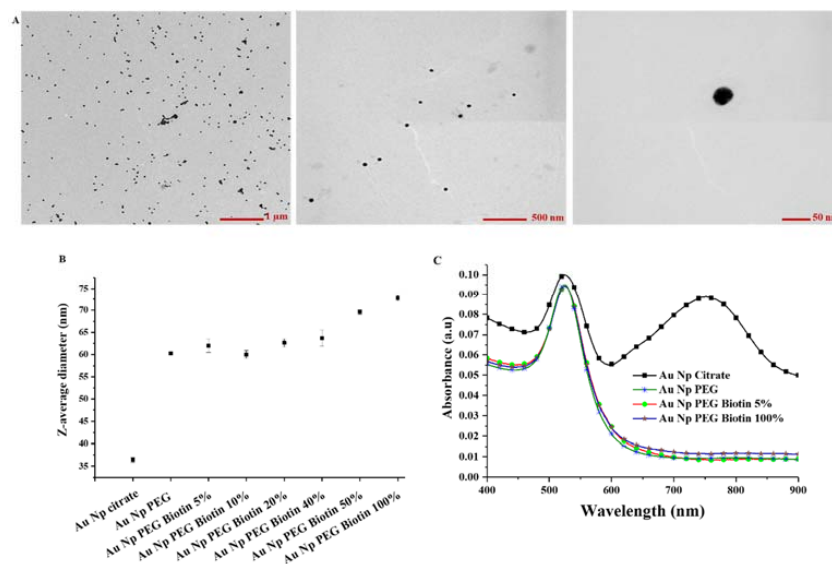 A
1 µm
500 nm
50 nm
B
Z-average diameter (nm)
75
70
65
60
55
50
45
40
35
Au Np citrate
Au Np PEG
Au Np PEG Biotin 5%
Au Np PEG Biotin 10%
Au Np PEG Biotin 20%
Au Np PEG Biotin 40%
Au Np PEG Biotin 50%
Au Np PEG Biotin 100%
C
Absorbance (a.u)
0.10
0.09
0.08
0.07
0.06
0.05
0.04
0.03
0.02
0.01
0.00
Au Np Citrate
Au Np PEG
Au Np PEG Biotin 5%
Au Np PEG Biotin 100%
400 500 600 700 800 900
Wavelength (nm)